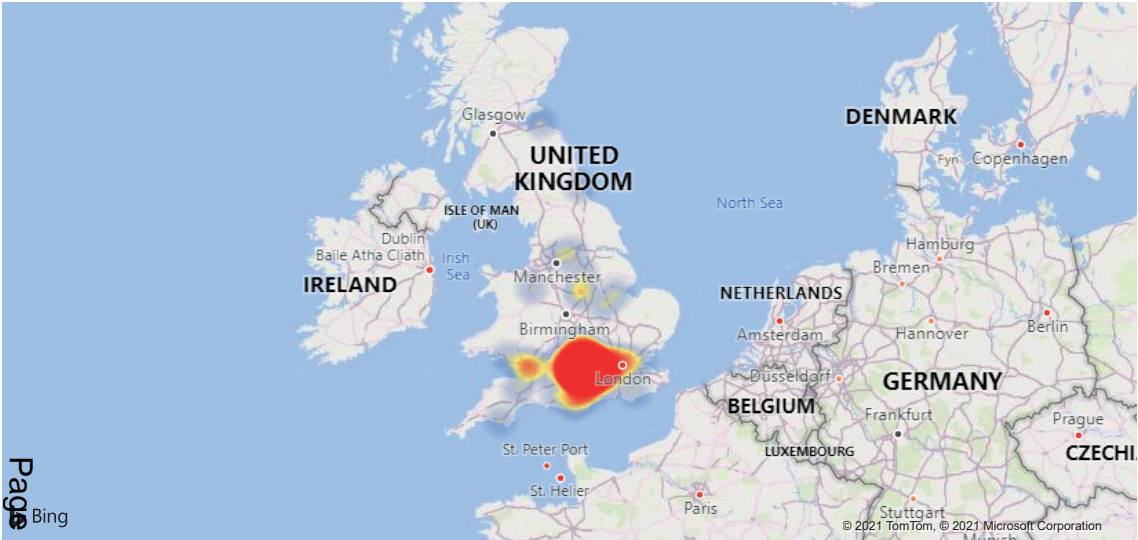 Glasgow
UNITED
KINGDOM
DENMARK
Fyn
Copenhagen
North Sea
ISLE OF MAN
(UK)
Dublin
Baile Atha Cliath
Irish
Sea
IRELAND
Manchester
Birmingham
London
Hamburg
Bremen
NETHERLANDS
Amsterdam
Hannover
Berlin
Düsseldorf
GERMANY
BELGIUM
Frankfurt
Prague
LUXEMBOURG
CZECHI
St. Peter Port
St. Helier
Paris
Stuttgart
Munich
Page
Bing
© 2021 TomTom, © 2021 Microsoft Corporation